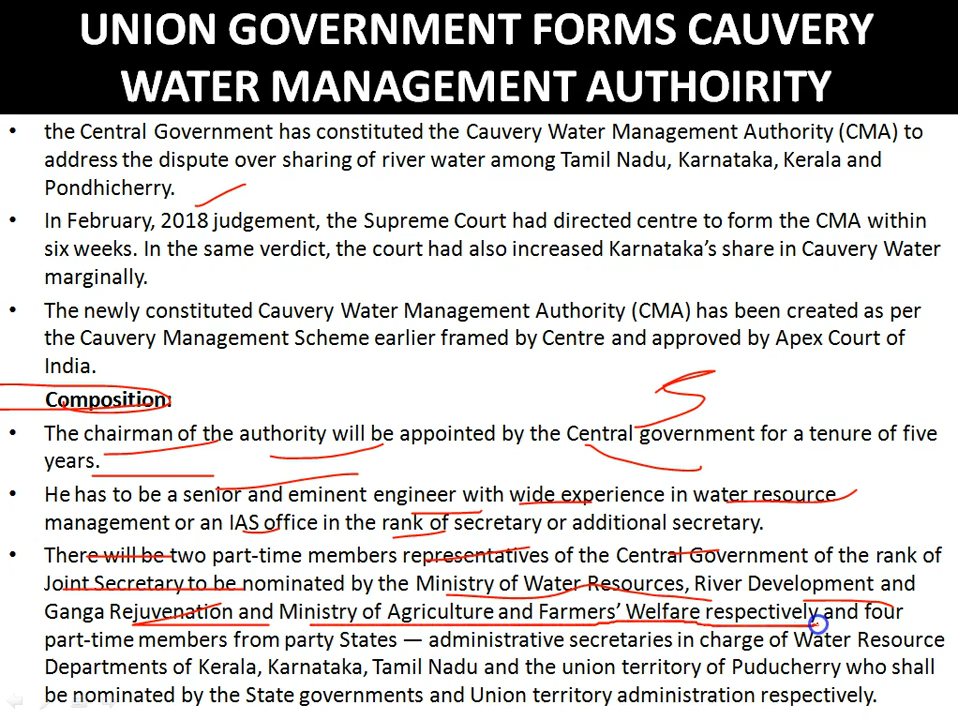 UNION GOVERNMENT FORMS CAUVERY
WATER MANAGEMENT AUTHOIRITY
• the Central Government has constituted the Cauvery Water Management Authority (CMA) to
address the dispute over sharing of river water among Tamil Nadu, Karnataka, Kerala and
Pondhicherry.
• In February, 2018 judgement, the Supreme Court had directed centre to form the CMA within
six weeks. In the same verdict, the court had also increased Karnataka's share in Cauvery Water
marginally.
• The newly constituted Cauvery Water Management Authority (CMA) has been created as per
the Cauvery Management Scheme earlier framed by Centre and approved by Apex Court of
India.
Composition:
• The chairman of the authority will be appointed by the Central government for a tenure of five
years.
• He has to be a senior and eminent engineer with wide experience in water resource
management or an IAS office in the rank of secretary or additional secretary.
• There will be two part-time members representatives of the Central Government of the rank of
Joint Secretary to be nominated by the Ministry of Water Resources, River Development and
Ganga Rejuvenation and Ministry of Agriculture and Farmers' Welfare respectively and four
part-time members from party States — administrative secretaries in charge of Water Resource
Departments of Kerala, Karnataka, Tamil Nadu and the union territory of Puducherry who shall
be nominated by the State governments and Union territory administration respectively.